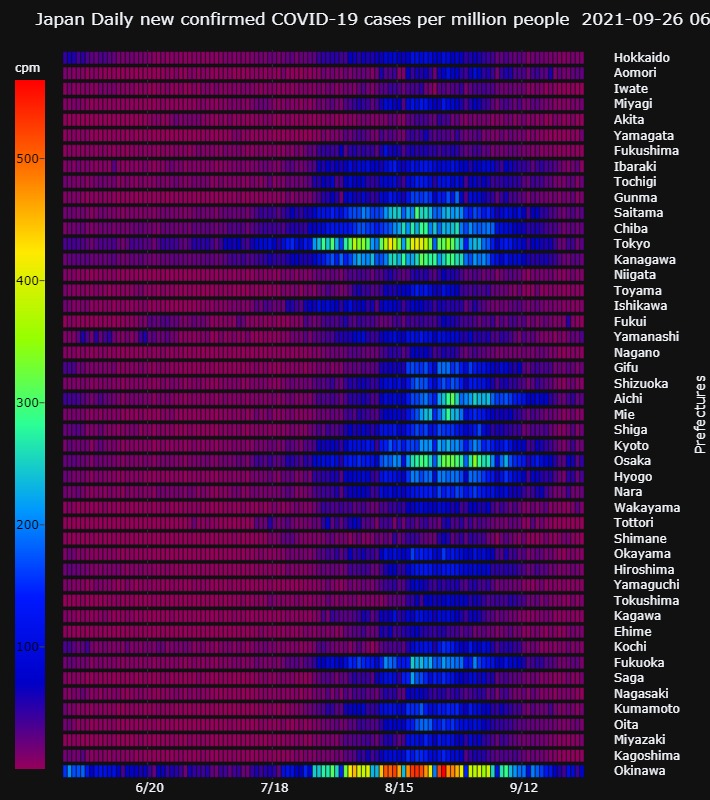 Japan Daily new confirmed COVID-19 cases per million people 2021-09-26 06
cpm
500
400
300
200
100
Hokkaido
Aomori
Iwate
Miyagi
Akita
Yamagata
Fukushima
Ibaraki
Tochigi
Gunma
Saitama
Chiba
Tokyo
Kanagawa
Niigata
Toyama
Ishikawa
Fukui
Yamanashi
Nagano
Gifu
Shizuoka
Aichi
Mie
Shiga
Kyoto
Osaka
Hyogo
Nara
Wakayama
Tottori
Shimane
Okayama
Hiroshima
Yamaguchi
Tokushima
Kagawa
Ehime
Kochi
Fukuoka
Saga
Nagasaki
Kumamoto
Oita
Miyazaki
Kagoshima
Okinawa
Prefectures
6/20 7/18 8/15 9/12